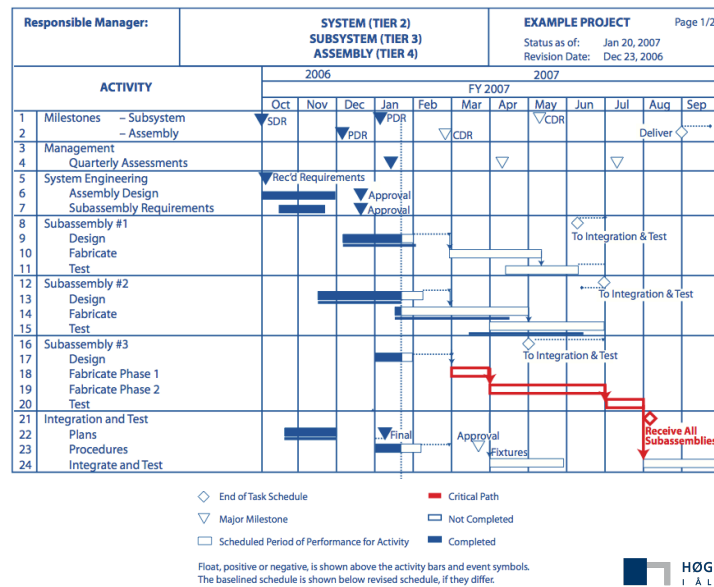 Responsible Manager:
SYSTEM (TIER 2)
SUBSYSTEM (TIER 3)
ASSEMBLY (TIER 4)
EXAMPLE PROJECT Page 1/2
Status as of: Jan 20, 2007
Revision Date: Dec 23, 2006
ACTIVITY
2006 2007
FY 2007
Oct Nov Dec Jan Feb Mar Apr May Jun Jul Aug Sep
1 Milestones – Subsystem SDR PDR CDR
2 – Assembly PDR CDR Deliver
3 Management
4 Quarterly Assessments
5 System Engineering Rec'd Requirements
6 Assembly Design Approval
7 Subassembly Requirements Approval
8 Subassembly #1 To Integration & Test
9 Design
10 Fabricate
11 Test
12 Subassembly #2 To Integration & Test
13 Design
14 Fabricate
15 Test
16 Subassembly #3 To Integration & Test
17 Design
18 Fabricate Phase 1
19 Fabricate Phase 2
20 Test
21 Integration and Test Receive All Subassemblies
22 Plans Final Approval
23 Procedures Fixtures
24 Integrate and Test
End of Task Schedule Critical Path
Major Milestone Not Completed
Scheduled Period of Performance for Activity Completed
Float, positive or negative, is shown above the activity bars and event symbols.
The baselined schedule is shown below revised schedule, if they differ.
HØG
I ÅL